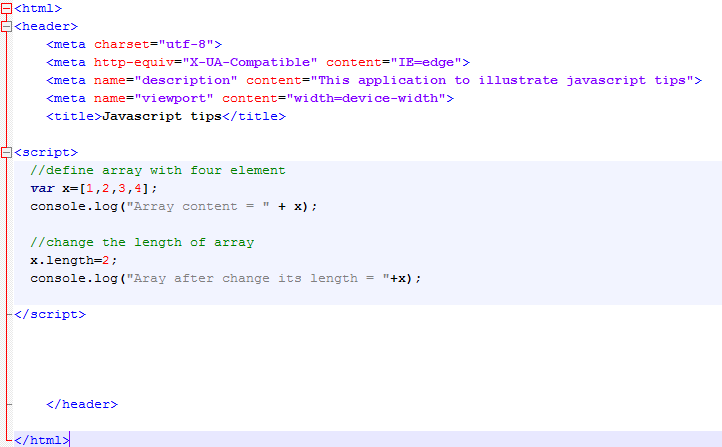 <html>
<header>
<meta charset="utf-8">
<meta http-equiv="X-UA-Compatible" content="IE=edge">
<meta name="description" content="This application to illustrate javascript tips">
<meta name="viewport" content="width=device-width">
<title>Javascript tips</title>
<script>
//define array with four element
var x=[1,2,3,4];
console.log("Array content = " + x);
//change the length of array
x.length=2;
console.log("Aray after change its length = "+x);
</script>
</header>
</html>